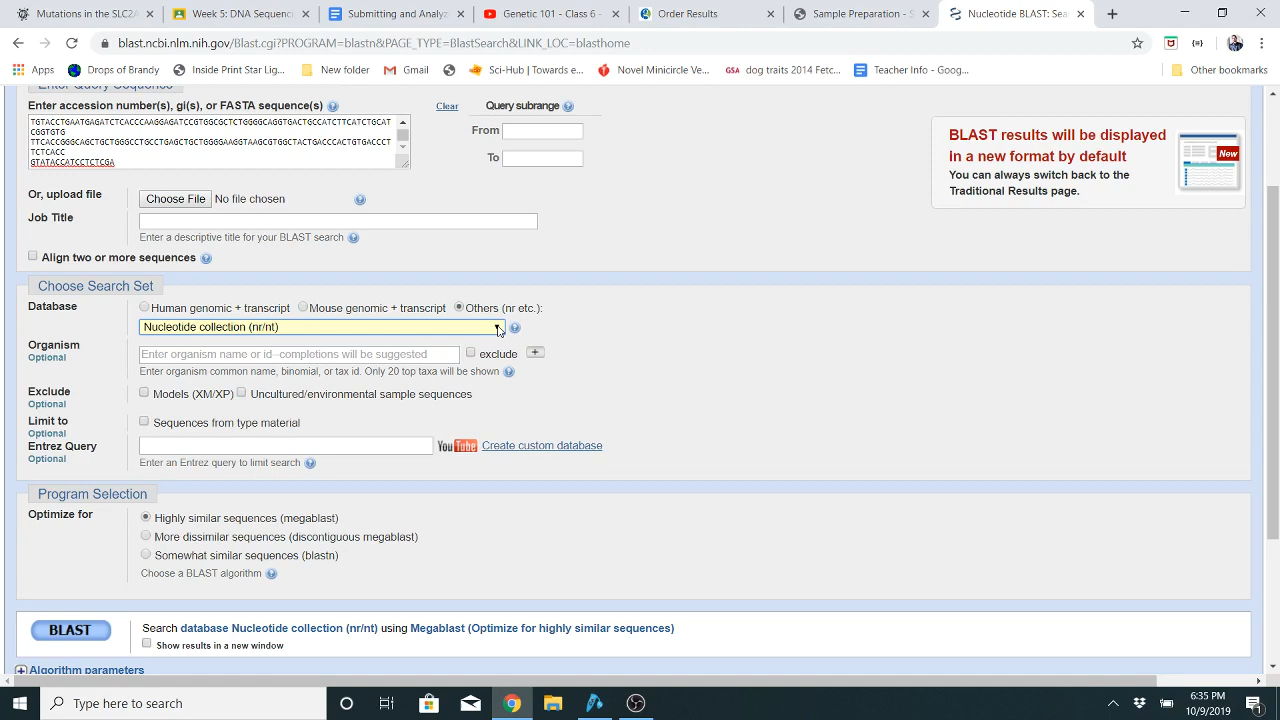 Mutations in the SLC2A
Week 5: DNA Sequenci
Submitting and Analyz
Genetic 101 - Class 6 -
Order Results
Sample Preparation - S
Nucleotide BLAST: Sea
blast.ncbi.nlm.nih.gov/Blast.cgi?PROGRAM=blastn&PAGE_TYPE=BlastSearch&LINK_LOC=blasthome
Apps
Drops of Brandy
Inside Print Star Lig...
New folder
Gmail
Sci-Hub | Towards e...
Novel Minicircle Ve...
GSA dog traits 2014 Fetc...
Teacher Info - Goog...
Other bookmarks
Enter Query Sequence
Enter accession number(s), gi(s), or FASTA sequence(s)
Clear
Query subrange
TGTACCTGAATGAGATCTCACCCAAGGAGATCCGTGGCGCTCTGGGGCAGGTGACTGCCATCTTCATCTGCAT
CGGTGTG
TTCACCGGGCAGCTGCTGGGCCTGCCTGAGCTGCTGGGGAAGGTAAGCGTGGCTACTGACCCACTGTGACCCT
TCTCACC
GTATACCATCCTCTCGA
From
To
BLAST results will be displayed
in a new format by default
You can always switch back to the
Traditional Results page.
New
Or, upload file
Choose File No file chosen
Job Title
Enter a descriptive title for your BLAST search
Align two or more sequences
Choose Search Set
Database
Human genomic + transcript Mouse genomic + transcript Others (nr etc.):
Nucleotide collection (nr/nt)
Organism
Optional
Enter organism name or id--completions will be suggested
exclude
+
Enter organism common name, binomial, or tax id. Only 20 top taxa will be shown
Exclude
Optional
Models (XM/XP) Uncultured/environmental sample sequences
Limit to
Optional
Sequences from type material
Entrez Query
Optional
YouTube Create custom database
Enter an Entrez query to limit search
Program Selection
Optimize for
Highly similar sequences (megablast)
More dissimilar sequences (discontiguous megablast)
Somewhat similar sequences (blastn)
Choose a BLAST algorithm
BLAST
Search database Nucleotide collection (nr/nt) using Megablast (Optimize for highly similar sequences)
Show results in a new window
Algorithm parameters
Type here to search
6:35 PM
10/9/2019